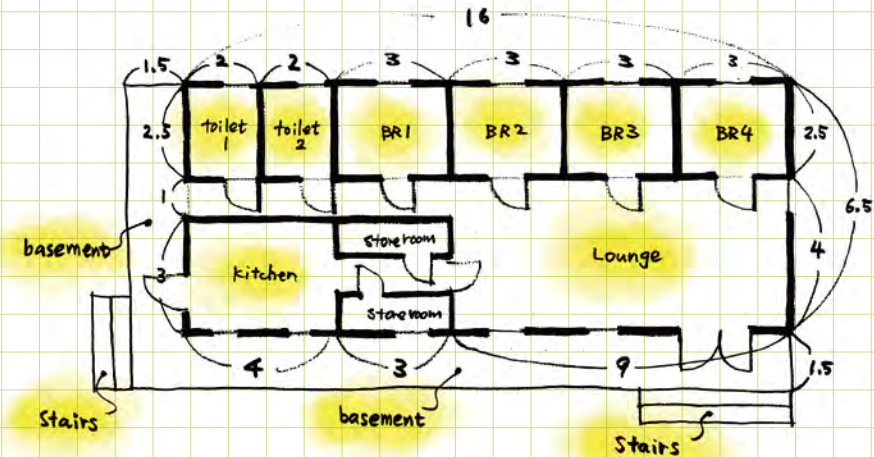 16
1.5 2 2 3 3 3 3
2.5 toilet 1 toilet 2 BR1 BR2 BR3 BR4 2.5
1
6.5
basement
3 kitchen storeroom Lounge 4
storeroom
4 3 9 1.5
Stairs basement Stairs